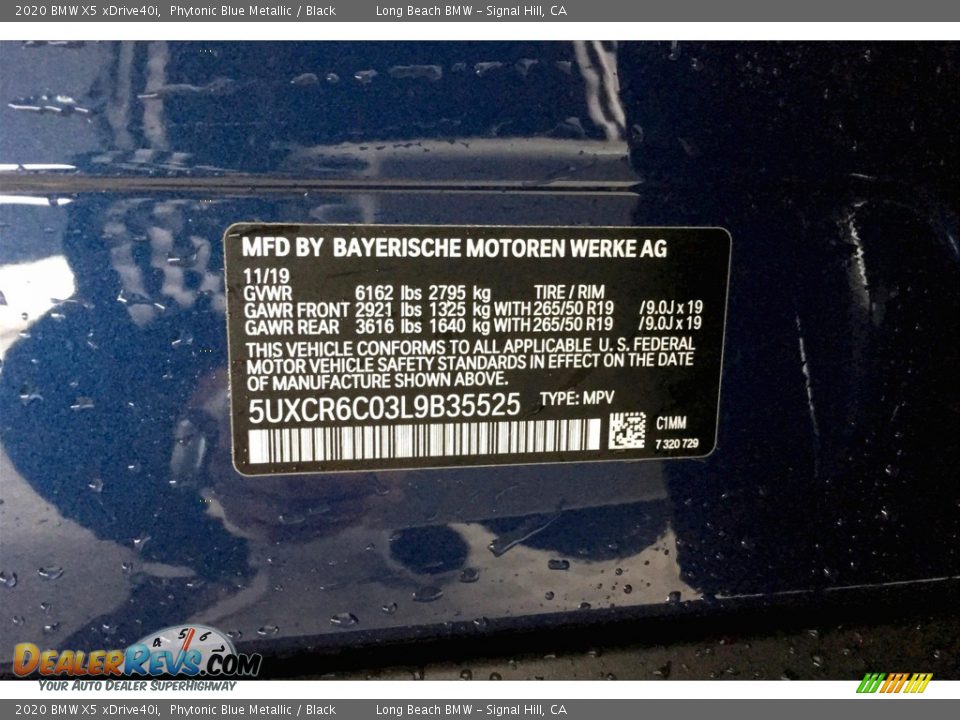 2020 BMW X5 xDrive40i, Phytonic Blue Metallic / Black Long Beach BMW - Signal Hill, CA
MFD BY BAYERISCHE MOTOREN WERKE AG
11/19
GVWR 6162 lbs 2795 kg TIRE / RIM
GAWR FRONT 2921 lbs 1325 kg WITH 265/50 R19 /9.0J x 19
GAWR REAR 3616 lbs 1640 kg WITH 265/50 R19 /9.0J x 19
THIS VEHICLE CONFORMS TO ALL APPLICABLE U. S. FEDERAL
MOTOR VEHICLE SAFETY STANDARDS IN EFFECT ON THE DATE
OF MANUFACTURE SHOWN ABOVE.
5UXCR6C03L9B35525 TYPE: MPV
C1MM
7 320 729
4 5 6
DEALERREVS.COM
YOUR AUTO DEALER SUPERHIGHWAY
2020 BMW X5 xDrive40i, Phytonic Blue Metallic / Black Long Beach BMW - Signal Hill, CA